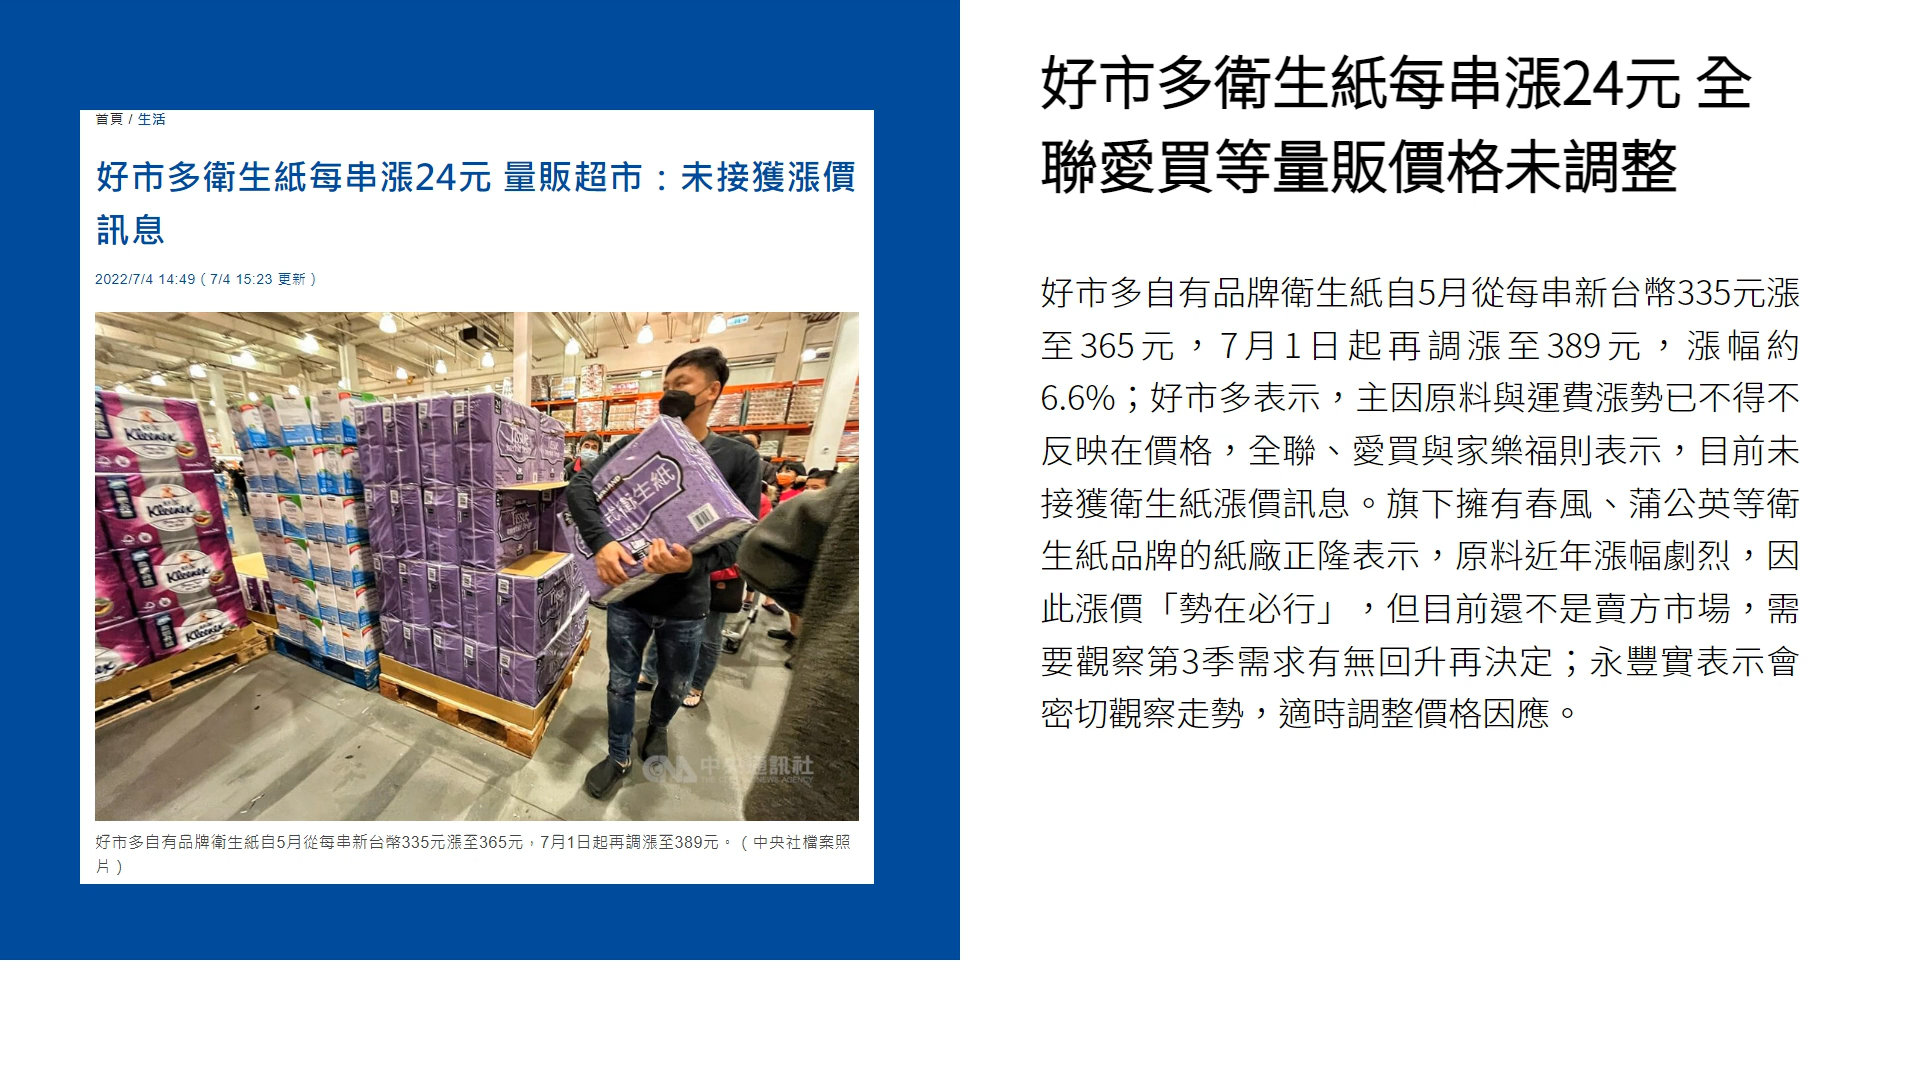 首頁 / 生活
好市多衛生紙每串漲24元 量販超市：未接獲漲價
訊息
2022/7/4 14:49（7/4 15:23 更新）
Kleenex
Kleenex
Kleenex
Kleenex
衛生紙
CNA 中央通訊社
THE CENTRAL NEWS AGENCY
好市多自有品牌衛生紙自5月從每串新台幣335元漲至365元，7月1日起再調漲至389元。（中央社檔案照
片）
好市多衛生紙每串漲24元 全
聯愛買等量販價格未調整
好市多自有品牌衛生紙自5月從每串新台幣335元漲
至365元，7月1日起再調漲至389元，漲幅約
6.6%；好市多表示，主因原料與運費漲勢已不得不
反映在價格，全聯、愛買與家樂福則表示，目前未
接獲衛生紙漲價訊息。旗下擁有春風、蒲公英等衛
生紙品牌的紙廠正隆表示，原料近年漲幅劇烈，因
此漲價「勢在必行」，但目前還不是賣方市場，需
要觀察第3季需求有無回升再決定；永豐實表示會
密切觀察走勢，適時調整價格因應。